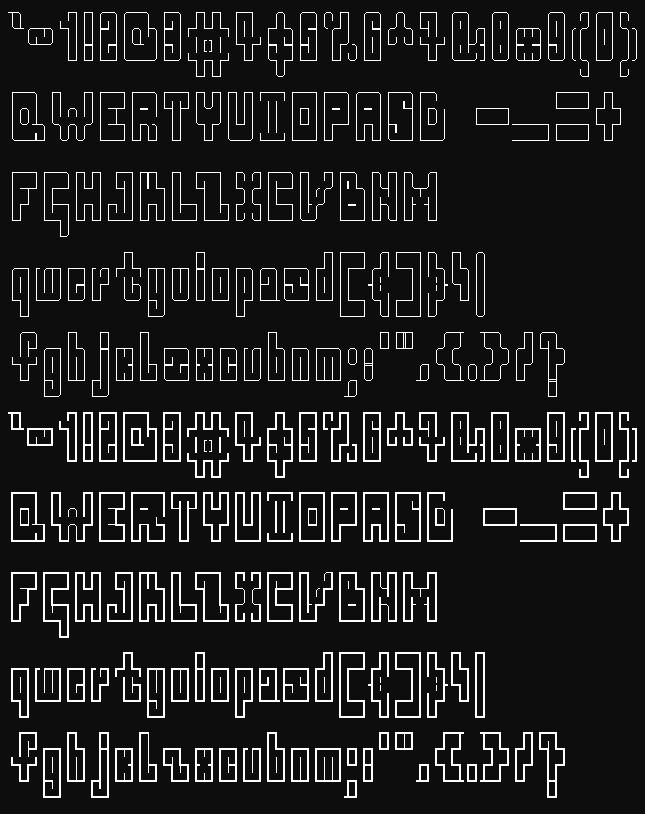 `~1!2@3#4$5%6^7&8*9(0)
QWERTYUIOPASD -_=+
FGHJKLZXCVBNM
qwertyuiopasd[{]}\|
fghjklzxcvbnm;:'",<.>/?
`~1!2@3#4$5%6^7&8*9(0)
QWERTYUIOPASD -_=+
FGHJKLZXCVBNM
qwertyuiopasd[{]}\|
fghjklzxcvbnm;:'",<.>/?